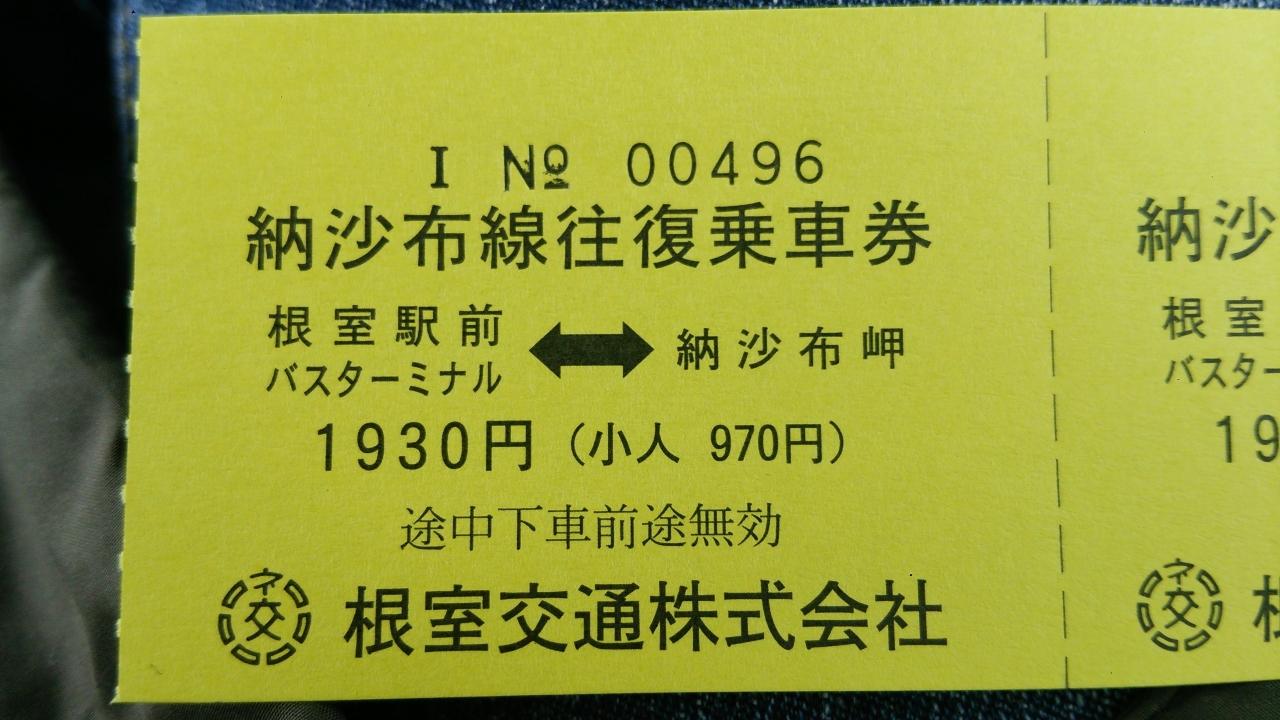 I № 00496
納沙布線往復乗車券
根室駅前
バスターミナル
納沙布岬
1930円（小人 970円）
途中下車前途無効
ネ交
根室交通株式会社
納沙
根室
バスター
19
ネ交